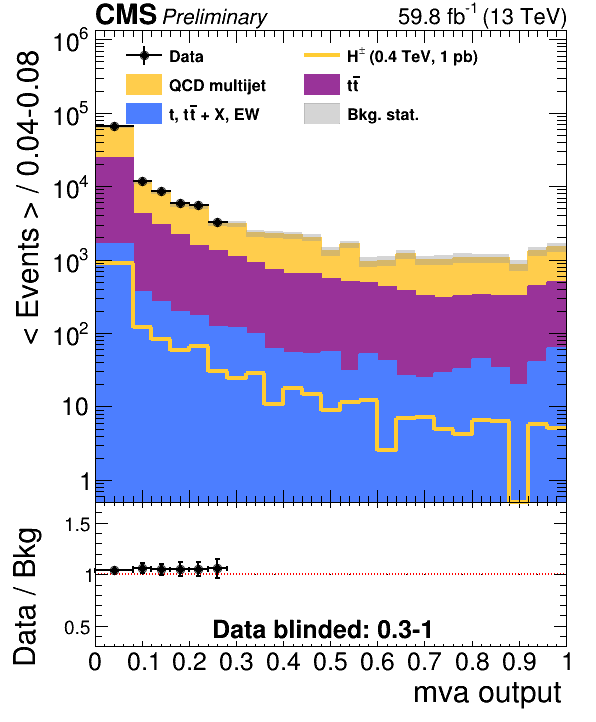 CMS Preliminary 59.8 fb⁻¹ (13 TeV)
Data
H± (0.4 TeV, 1 pb)
QCD multijet
tt̄
t, tt̄ + X, EW
Bkg. stat.
< Events > / 0.04-0.08
10⁶
10⁵
10⁴
10³
10²
10
1
Data / Bkg
1.5
1
0.5
Data blinded: 0.3-1
0 0.1 0.2 0.3 0.4 0.5 0.6 0.7 0.8 0.9 1
mva output